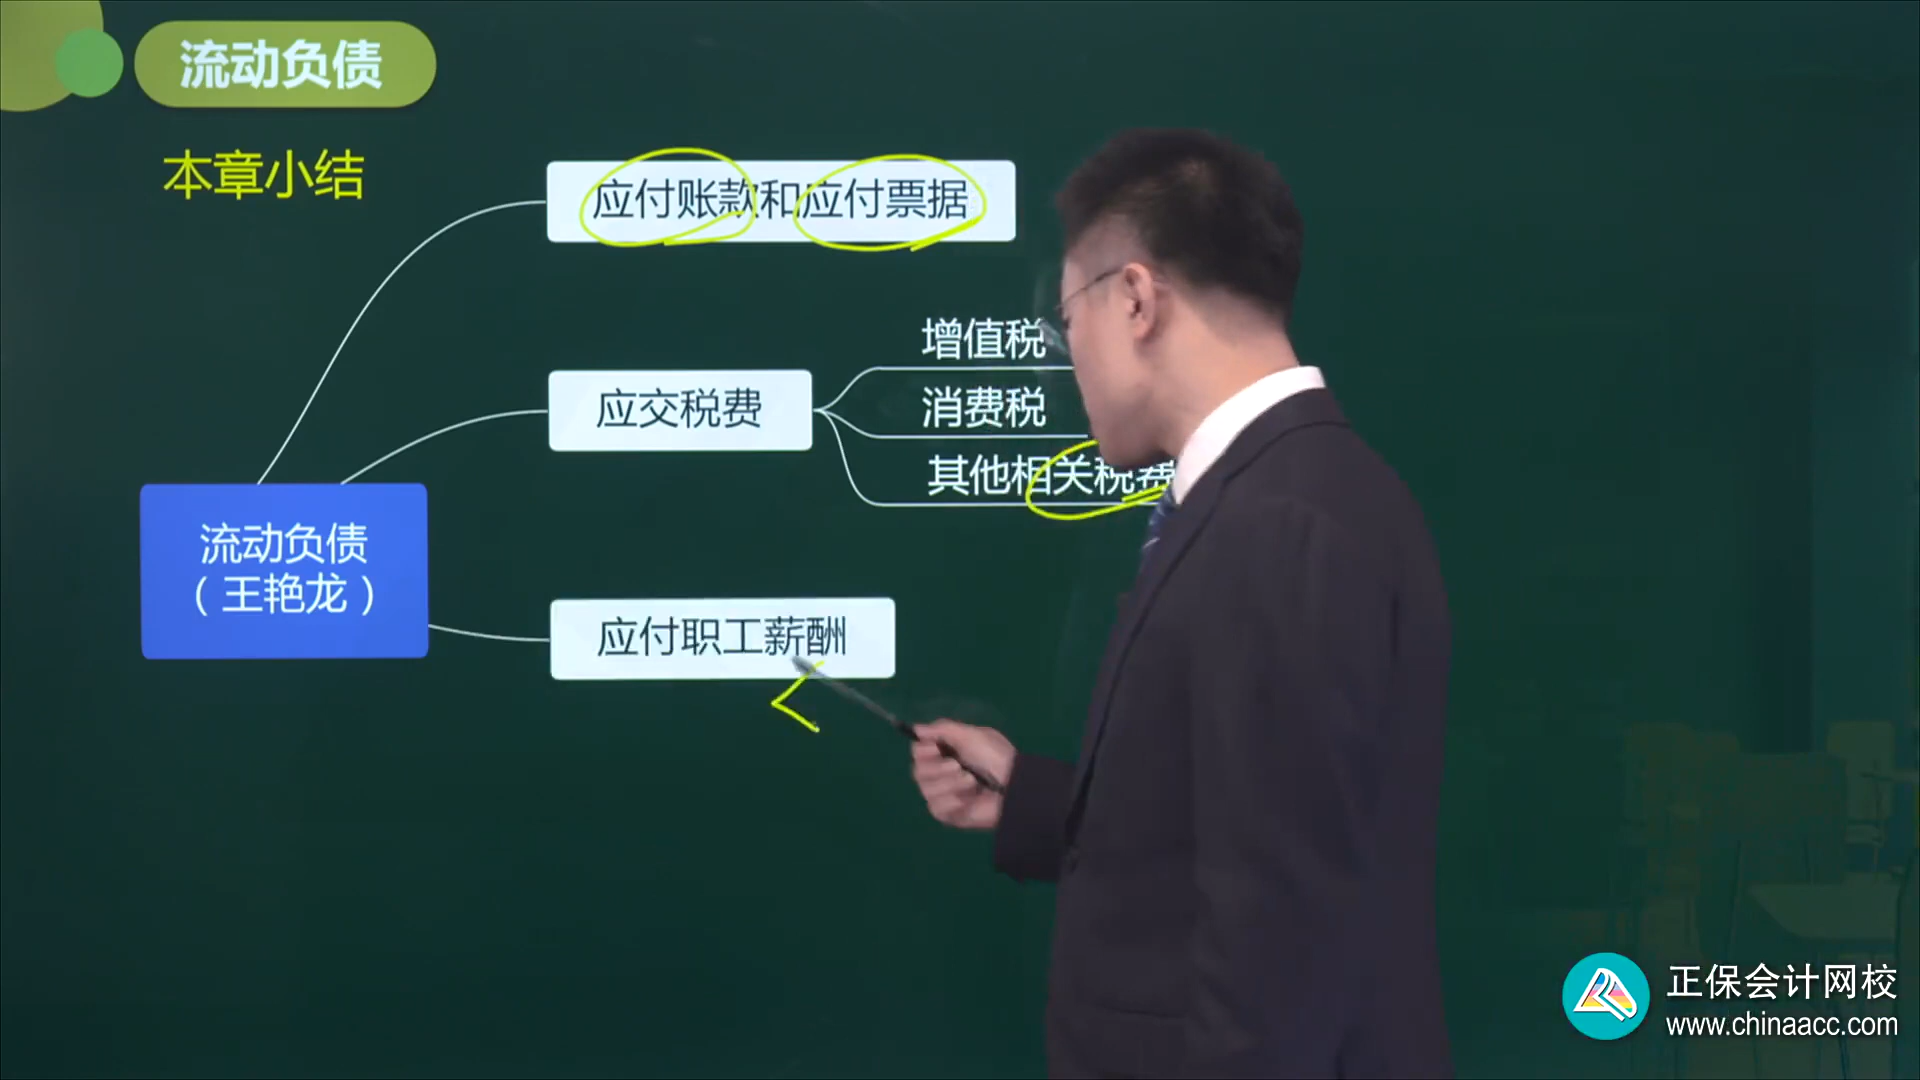 流动负债
本章小结
应付账款和应付票据
增值税
消费税
应交税费
其他相关税费
流动负债
（王艳龙）
应付职工薪酬
正保会计网校
www.chinaacc.com